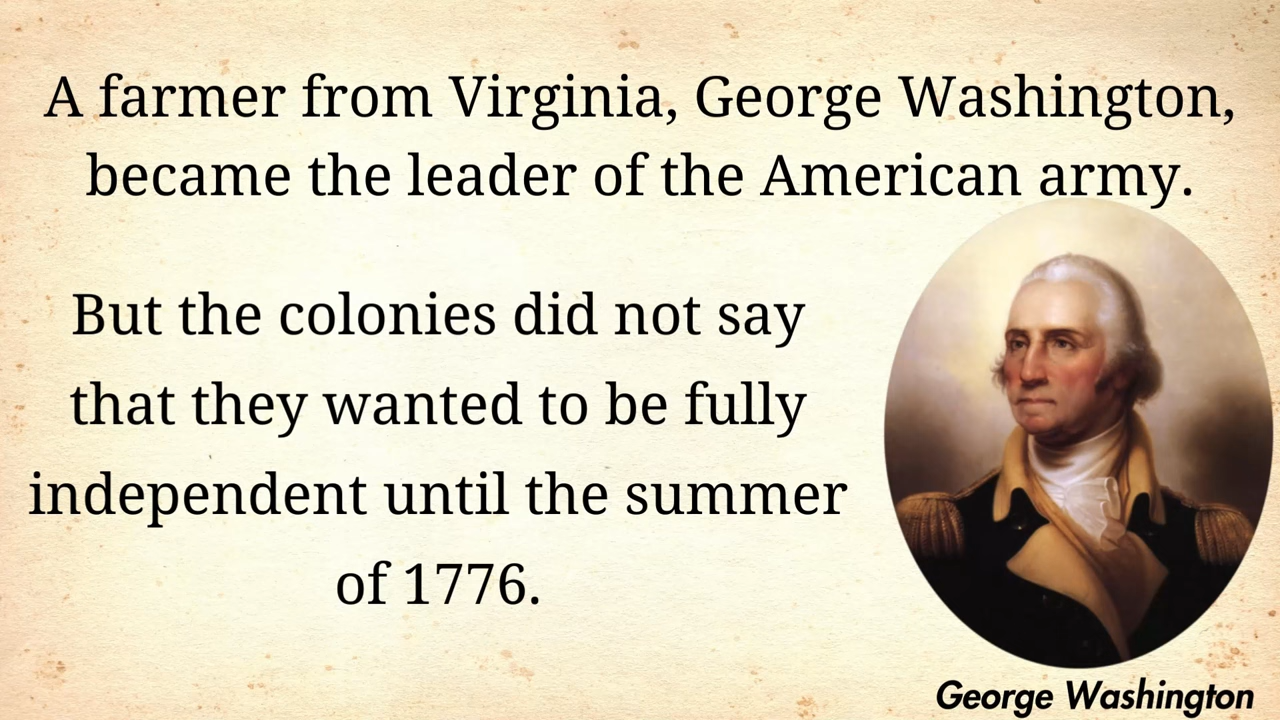 A farmer from Virginia, George Washington,
became the leader of the American army.
But the colonies did not say
that they wanted to be fully
independent until the summer
of 1776.
George Washington